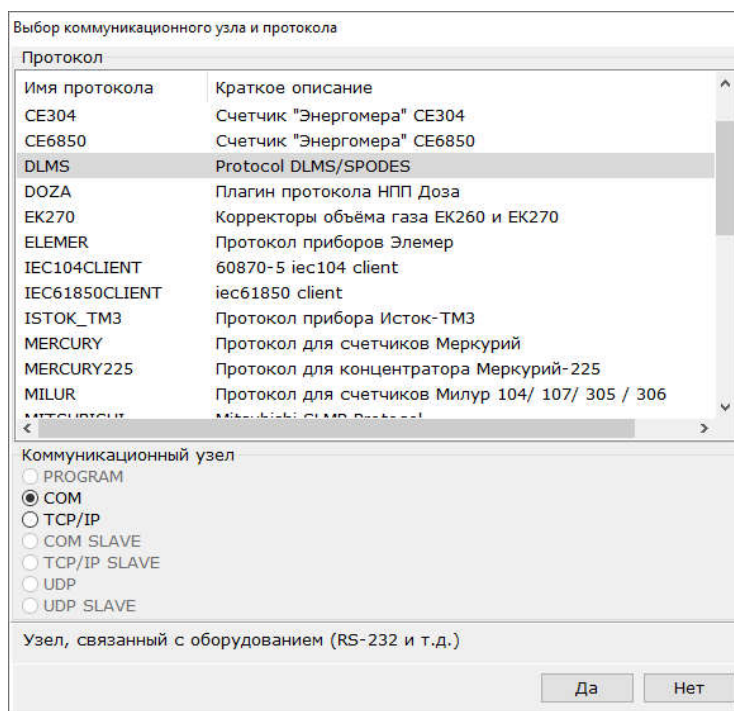 Выбор коммуникационного узла и протокола
Протокол
Имя протокола Краткое описание
CE304 Счетчик "Энергомера" CE304
CE6850 Счетчик "Энергомера" CE6850
DLMS Protocol DLMS/SPODES
DOZA Плагин протокола НПП Доза
EK270 Корректоры объёма газа EK260 и EK270
ELEMER Протокол приборов Элемер
IEC104CLIENT 60870-5 iec104 client
IEC61850CLIENT iec61850 client
ISTOK_TM3 Протокол прибора Исток-ТМ3
MERCURY Протокол для счетчиков Меркурий
MERCURY225 Протокол для концентратора Меркурий-225
MILUR Протокол для счетчиков Милур 104/ 107/ 305 / 306
MITSUBISHI Mitsubishi SLMP Protocol
Коммуникационный узел
PROGRAM
COM
TCP/IP
COM SLAVE
TCP/IP SLAVE
UDP
UDP SLAVE
Узел, связанный с оборудованием (RS-232 и т.д.)
Да Нет